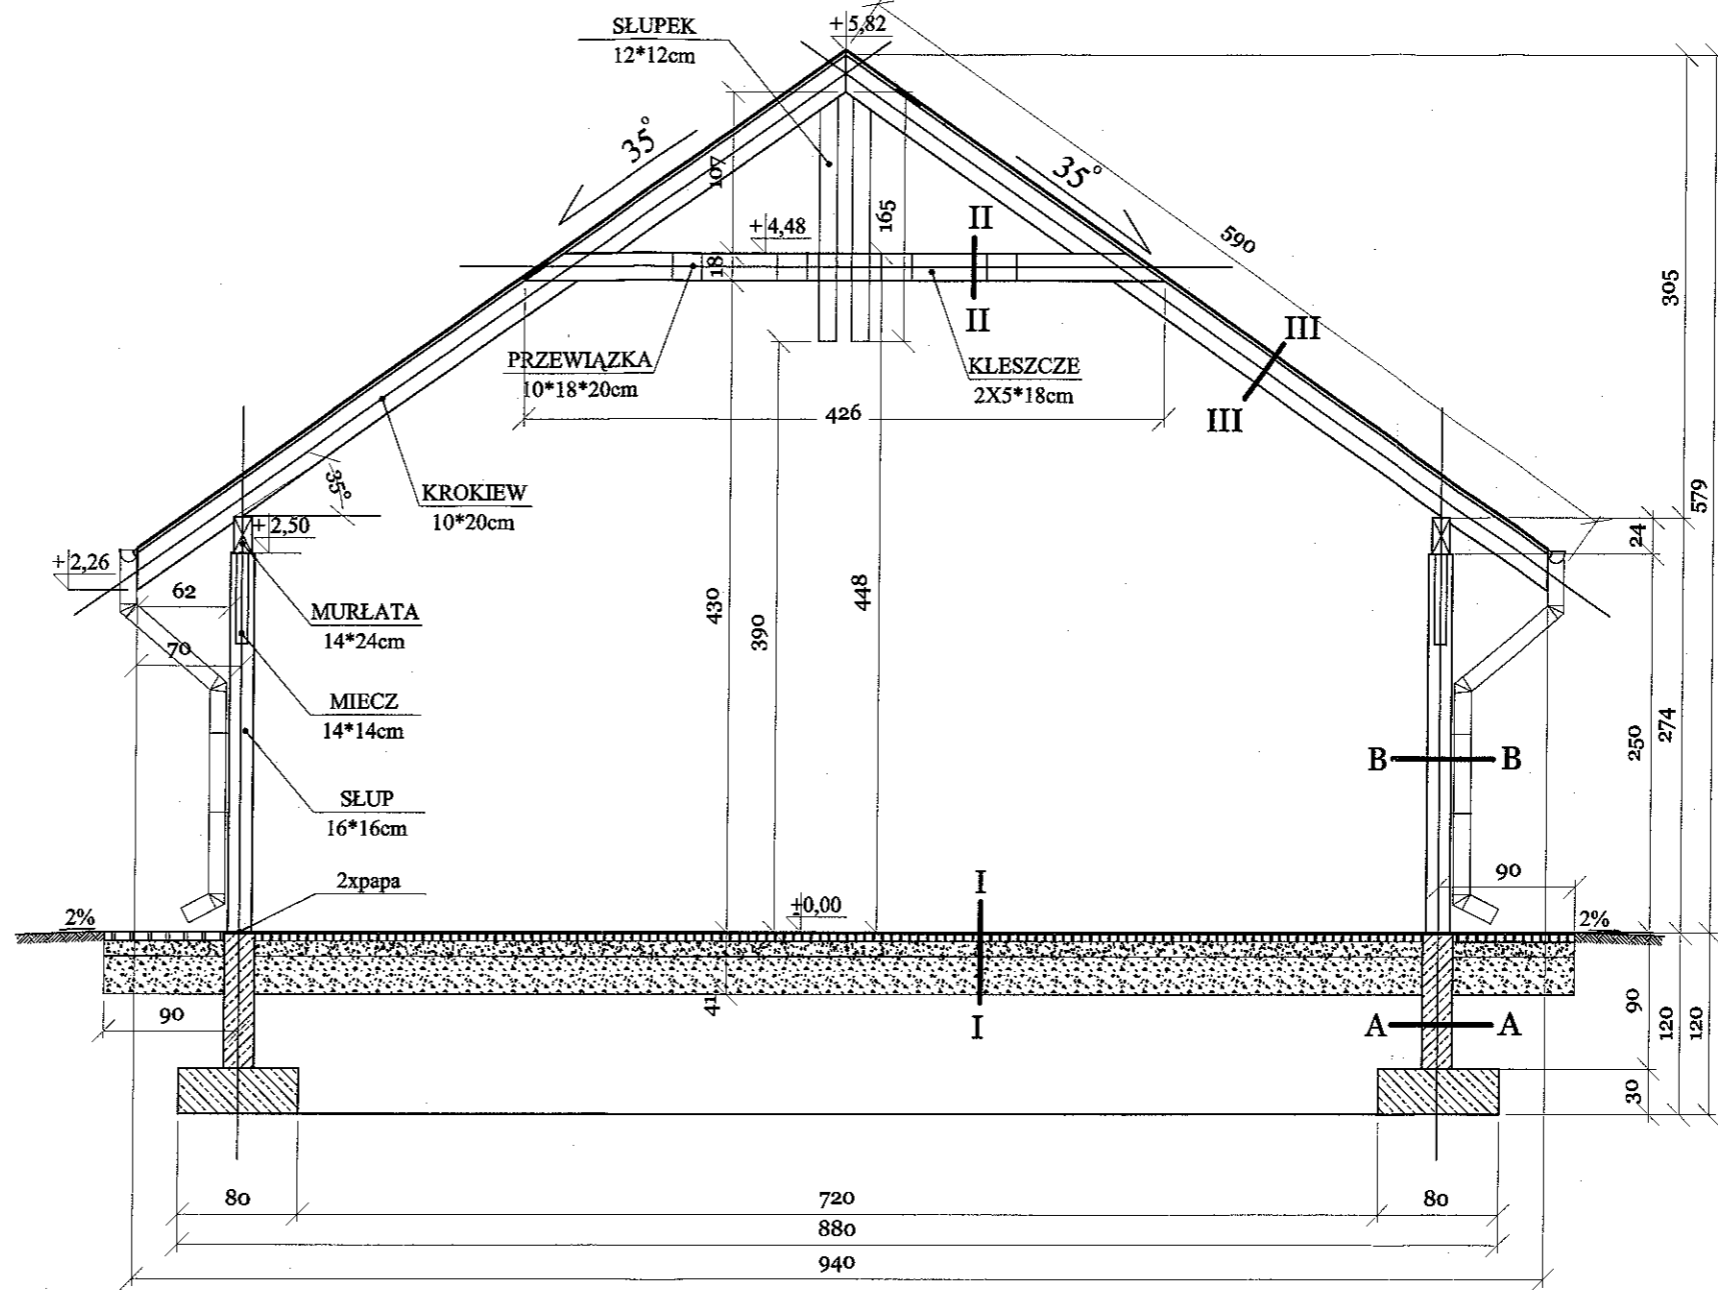 SŁUPEK
12*12cm
+5,82
35°
35°
107
165
+4,48
II
590
18
II
305
III
PRZEWIĄZKA
10*18*20cm
KLESZCZE
2X5*18cm
III
426
35°
KROKIEW
10*20cm
579
+2,50
24
+2,26
62
MURŁATA
14*24cm
430
390
448
70
MIECZ
14*14cm
250
274
B
B
SŁUP
16*16cm
2xpapa
I
90
2%
±0,00
2%
90
41
I
A
A
90
120
120
30
80
720
80
880
940